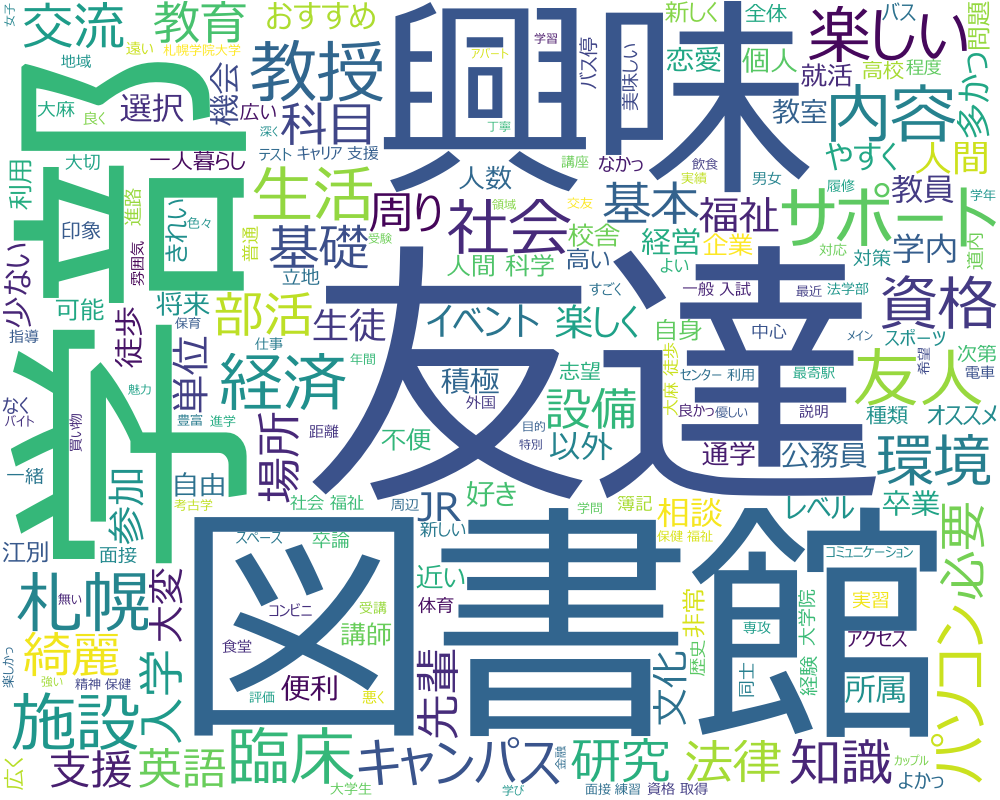 女子
交流
教育
おすすめ
遠い
札幌学院大学
地域
アパート
学習
新しく
全体
バス
問題
楽しい
恋愛
個人
就活
高校
程度
バス停
美味しい
教室
内容
多かっ
興味
学部
教授
機会
選択
広い
科目
深く
大麻
良く
大切
利用
一人暮らし
テスト
キャリア 支援
丁寧
講座
なかっ
飲食
実績
男女
やすく
人間
履修
教員
学年
人数
領域
交友
生活
周り
社会
基本
福祉
サポート
進路
きれい
色々
印象
雰囲気
普通
基礎
受験
立地
人間 科学
校舎
経営
企業
高い
よい
対応
対策
学内
道内
少ない
可能
将来
指導
保育
徒歩
部活
生徒
イベント
楽しく
すごく
一般 入試
最近
法学部
資格
自身
中心
スポーツ
メイン
仕事
年間
単位
経済
積極
志望
外国
センター 利用
最寄駅
希望
次第
電車
大麻 徒歩
友達
友人
なく
バイト
買い物
魅力
豊富
進学
距離
不便
目的
特別
設備
以外
良かっ
優しい
説明
通学
公務員
種類
オススメ
環境
一緒
参加
自由
考古学
場所
社会 福祉
周辺
JR
好き
新しい
学問
簿記
相談
保健 福祉
レベル
卒業
必要
江別
面接
スペース
卒論
図書館
コミュニケーション
札幌
無い
大変
コンビニ
受講
近い
体育
講師
非常
歴史
専攻
大学院
経験
実習
アクセス
綺麗
楽しかっ
強い
精神 保健
入学
食堂
評価
便利
悪く
先輩
文化
同士
所属
パソコン
施設
広く
支援
英語
臨床
大学生
キャンパス
学び
金融
研究
面接 練習
資格 取得
法律
知識
カップル
よかっ